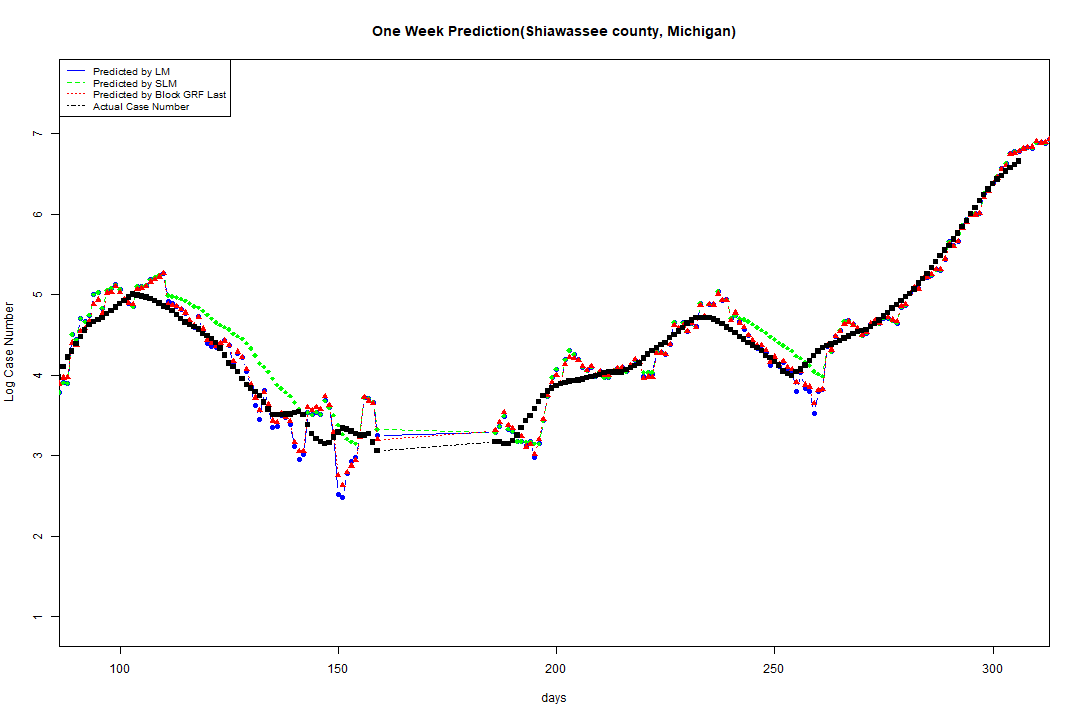 One Week Prediction(Shiawassee county, Michigan)
Predicted by LM
Predicted by SLM
Predicted by Block GRF Last
Actual Case Number
Log Case Number
7
6
5
4
3
2
1
100 150 200 250 300
days